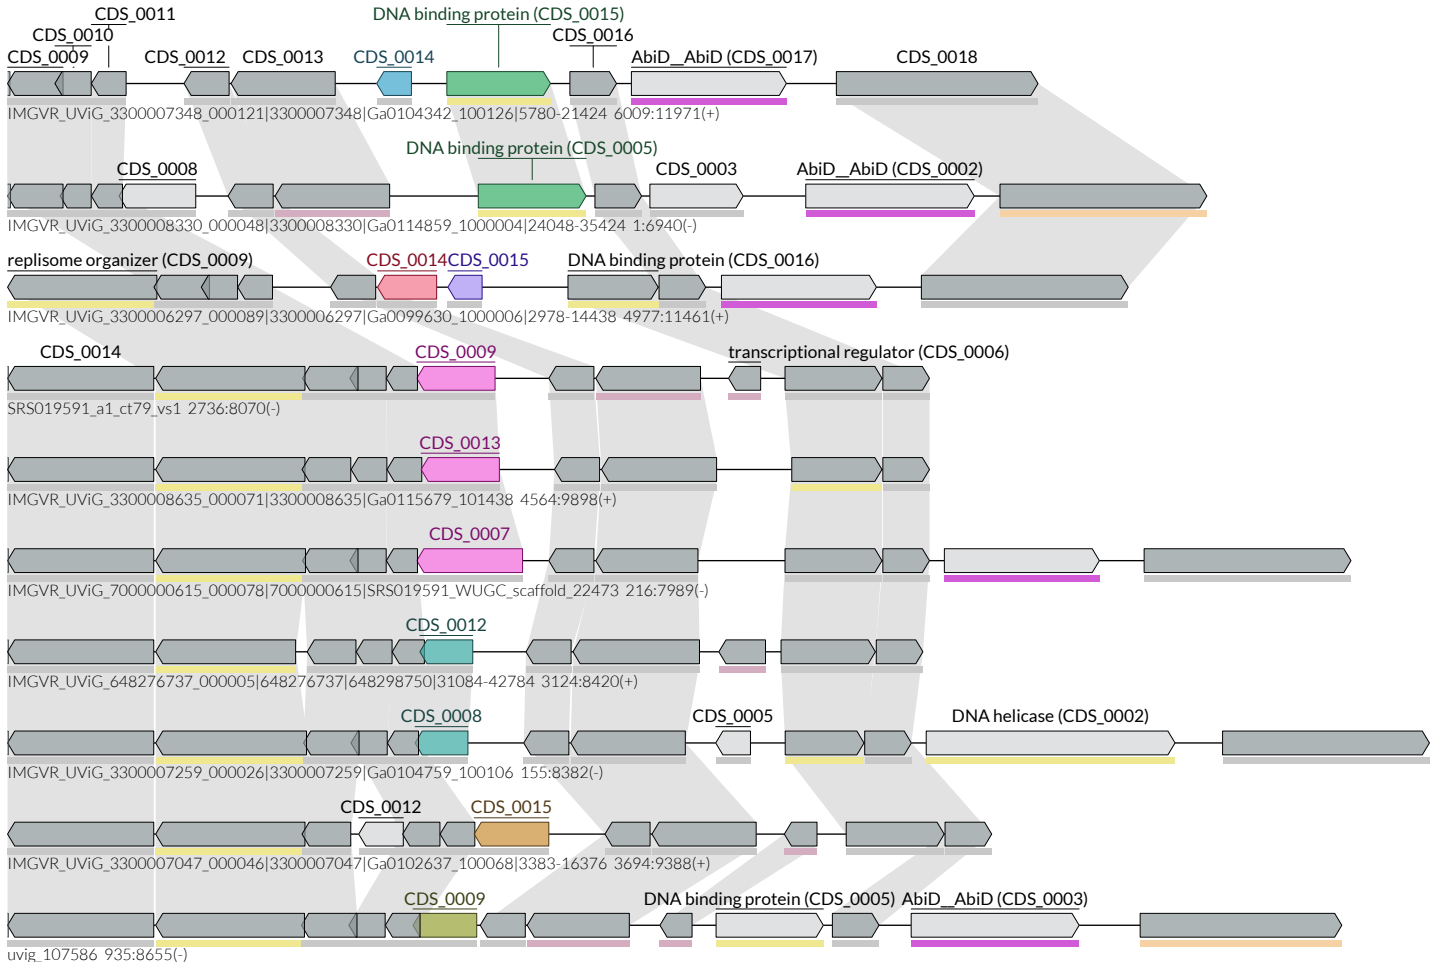 CDS_0011
DNA binding protein (CDS_0015)
CDS_0010
CDS_0016
CDS_0009
CDS_0012
CDS_0013
CDS_0014
AbiD__AbiD (CDS_0017)
CDS_0018
IMGVR_UViG_3300007348_000121|3300007348|Ga0104342_100126|5780-21424 6009:11971(+)
DNA binding protein (CDS_0005)
CDS_0008
CDS_0003
AbiD__AbiD (CDS_0002)
IMGVR_UViG_3300008330_000048|3300008330|Ga0114859_1000004|24048-35424 1:6940(-)
replisome organizer (CDS_0009)
CDS_0014
CDS_0015
DNA binding protein (CDS_0016)
IMGVR_UViG_3300006297_000089|3300006297|Ga0099630_1000006|2978-14438 4977:11461(+)
CDS_0014
CDS_0009
transcriptional regulator (CDS_0006)
SRS019591_a1_ct79_vs1 2736:8070(-)
CDS_0013
IMGVR_UViG_3300008635_000071|3300008635|Ga0115679_101438 4564:9898(+)
CDS_0007
IMGVR_UViG_7000000615_000078|7000000615|SRS019591_WUGC_scaffold_22473 216:7989(-)
CDS_0012
IMGVR_UViG_648276737_000005|648276737|648298750|31084-42784 3124:8420(+)
CDS_0008
CDS_0005
DNA helicase (CDS_0002)
IMGVR_UViG_3300007259_000026|3300007259|Ga0104759_100106 155:8382(-)
CDS_0012
CDS_0015
IMGVR_UViG_3300007047_000046|3300007047|Ga0102637_100068|3383-16376 3694:9388(+)
CDS_0009
DNA binding protein (CDS_0005)
AbiD__AbiD (CDS_0003)
uvig_107586 935:8655(-)